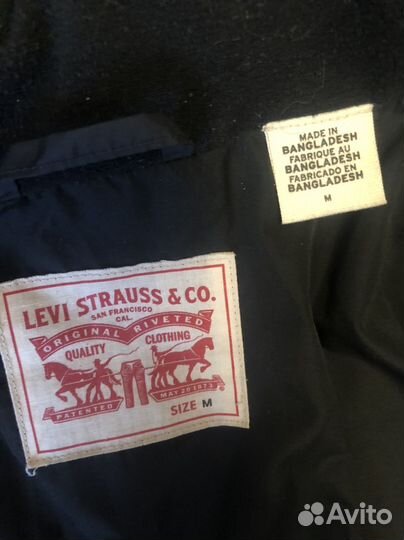 MADE IN
BANGLADESH
FABRIQUE AU
BANGLADESH
FABRICADO EN
BANGLADESH
M
LEVI STRAUSS & CO.
SAN FRANCISCO
CAL.
ORIGINAL RIVETED
QUALITY CLOTHING
PATENTED MAY 20 1873
SIZE M
Avito